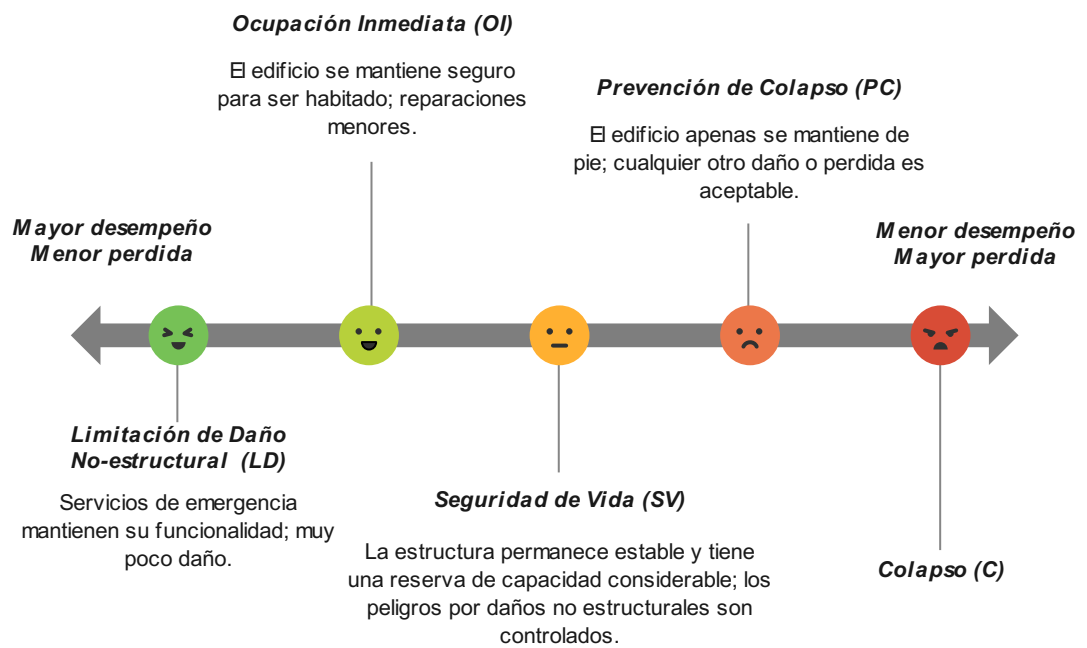 Ocupación Inmediata (OI)
El edificio se mantiene seguro
para ser habitado; reparaciones
menores.
Prevención de Colapso (PC)
El edificio apenas se mantiene de
pie; cualquier otro daño o perdida es
aceptable.
Mayor desempeño
Menor perdida
Menor desempeño
Mayor perdida
Limitación de Daño
No-estructural (LD)
Servicios de emergencia
mantienen su funcionalidad; muy
poco daño.
Seguridad de Vida (SV)
La estructura permanece estable y tiene
una reserva de capacidad considerable; los
peligros por daños no estructurales son
controlados.
Colapso (C)